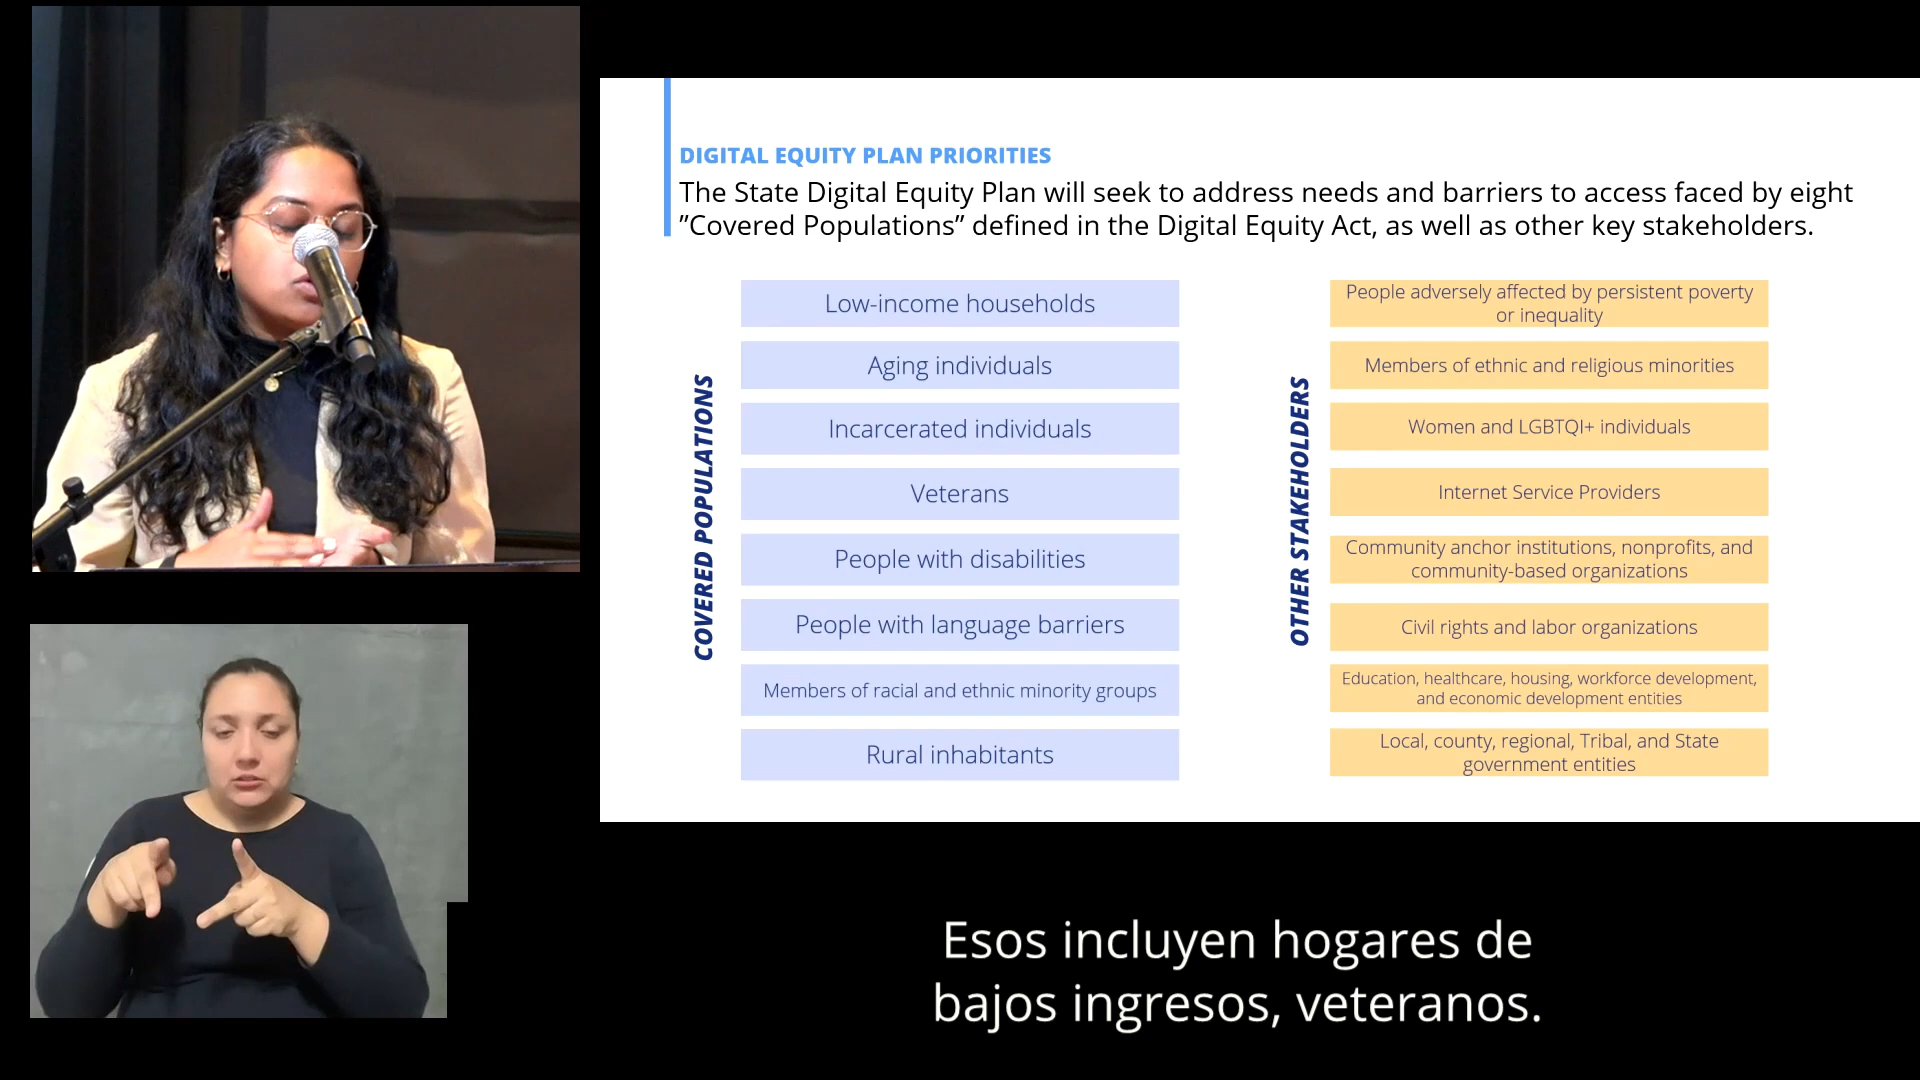 DIGITAL EQUITY PLAN PRIORITIES
The State Digital Equity Plan will seek to address needs and barriers to access faced by eight
”Covered Populations” defined in the Digital Equity Act, as well as other key stakeholders.
COVERED POPULATIONS
Low-income households
Aging individuals
Incarcerated individuals
Veterans
People with disabilities
People with language barriers
Members of racial and ethnic minority groups
Rural inhabitants
OTHER STAKEHOLDERS
People adversely affected by persistent poverty
or inequality
Members of ethnic and religious minorities
Women and LGBTQI+ individuals
Internet Service Providers
Community anchor institutions, nonprofits, and
community-based organizations
Civil rights and labor organizations
Education, healthcare, housing, workforce development,
and economic development entities
Local, county, regional, Tribal, and State
government entities
Esos incluyen hogares de
bajos ingresos, veteranos.